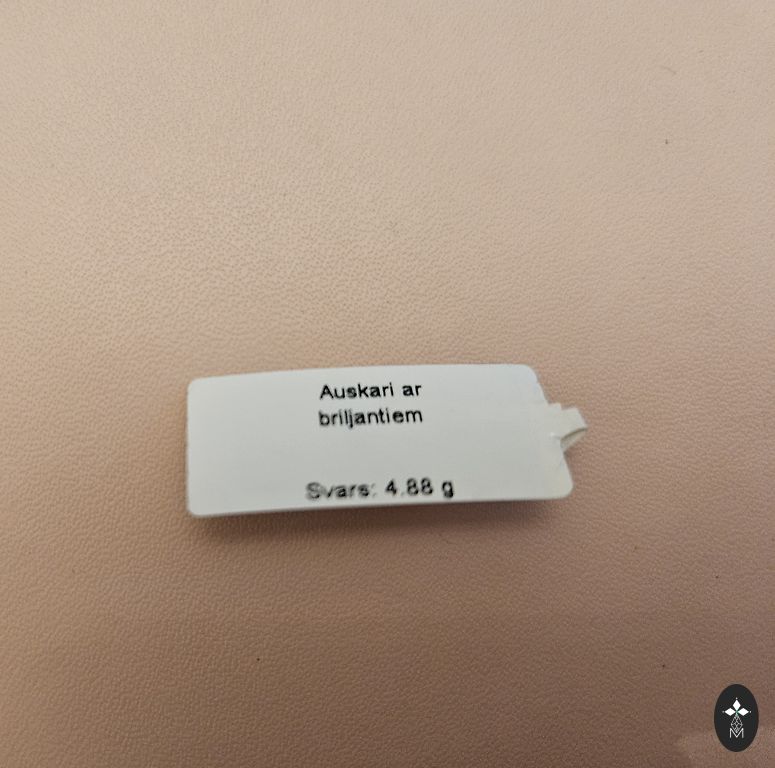 Auskari ar
briljantiem
Svars: 4.88 g
M